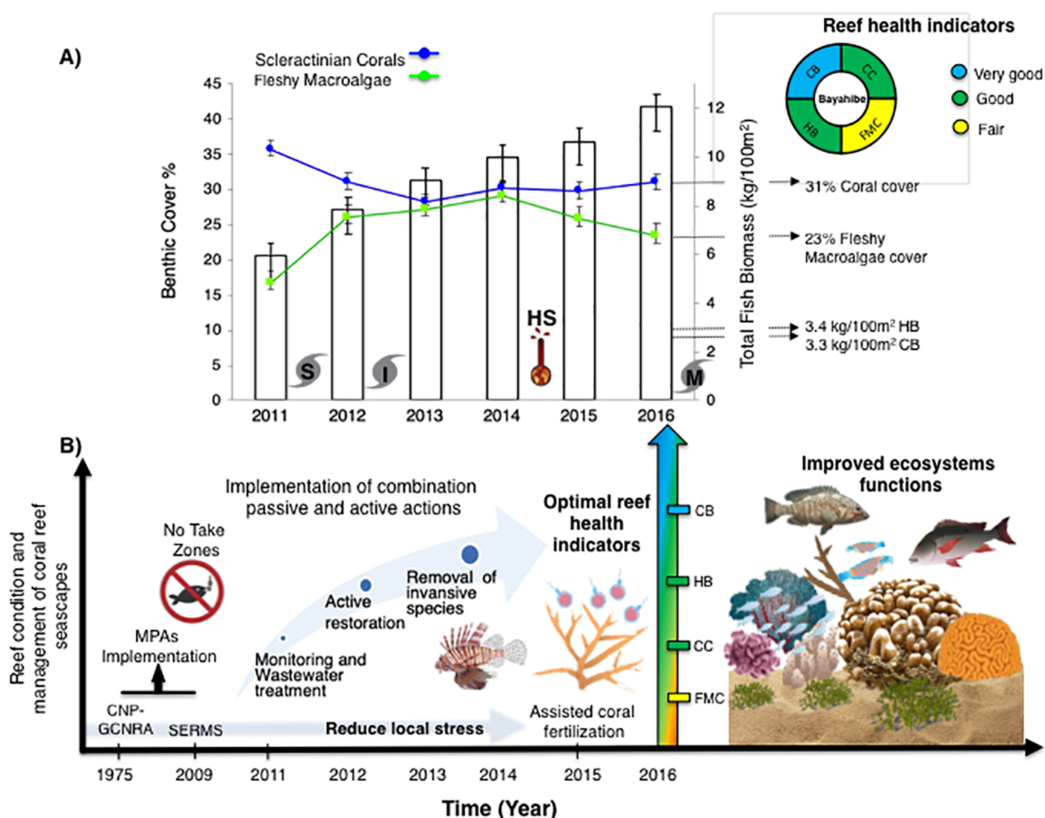 A)
Scleractinian Corals
Fleshy Macroalgae
Benthic Cover %
45
40
35
30
25
20
15
10
5
0
2011
2012
2013
2014
2015
2016
S
I
HS
M
12
10
8
6
4
2
0
Total Fish Biomass (kg/100m²)
Reef health indicators
CB
CC
Bayahibe
HB
FMC
Very good
Good
Fair
31% Coral cover
23% Fleshy
Macroalgae cover
3.4 kg/100m² HB
3.3 kg/100m² CB
B)
Reef condition and
management of coral reef
seascapes
Implementation of combination
passive and active actions
No Take
Zones
MPAs
Implementation
CNP-
GCNRA
SERMS
Monitoring and
Wastewater
treatment
Active
restoration
Removal of
invansive
species
Reduce local stress
Optimal reef
health
indicators
Assisted coral
fertilization
CB
HB
CC
FMC
Improved ecosystems
functions
1975
2009
2011
2012
2013
2014
2015
2016
Time (Year)